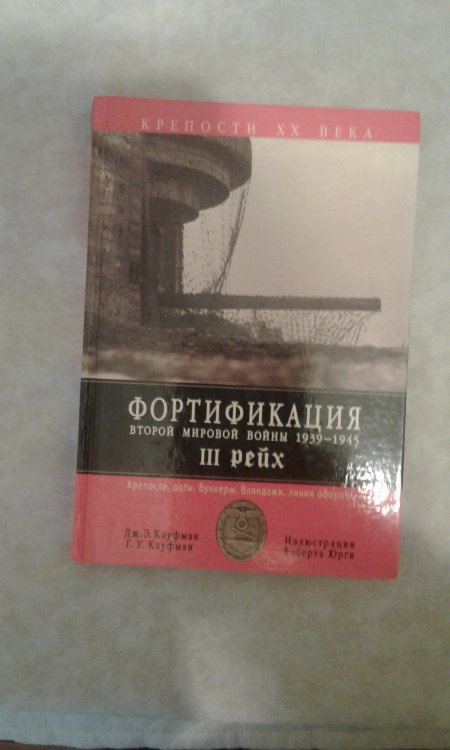 КРЕПОСТИ XX ВЕКА
ФОРТИФИКАЦИЯ
ВТОРОЙ МИРОВОЙ ВОЙНЫ 1939–1945
III рейх
Крепости, доты, бункеры, блиндажи, линии обороны
Дж. Э. Кауфман
Г. У. Кауфман
Иллюстрации
Роберта Юрги